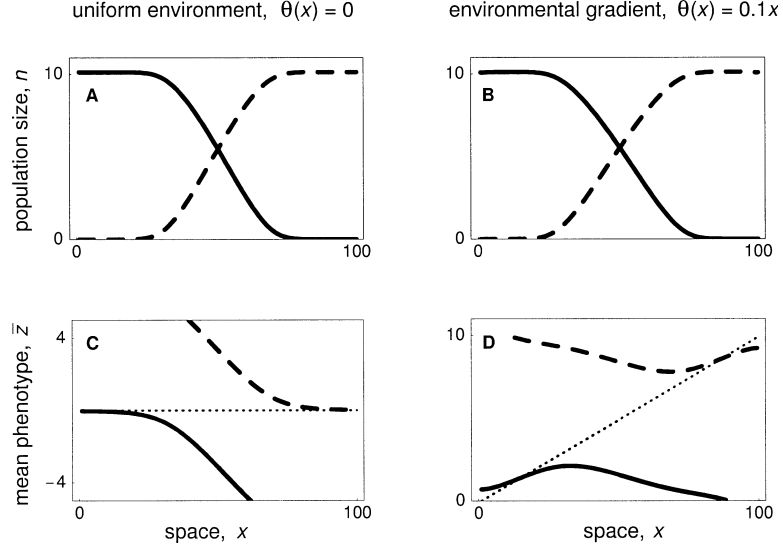 uniform environment, θ(x) = 0
environmental gradient, θ(x) = 0.1x
population size, n
10
A
0
0
100
10
B
0
0
100
mean phenotype, z̄
4
C
−4
0
100
space, x
10
D
0
0
100
space, x